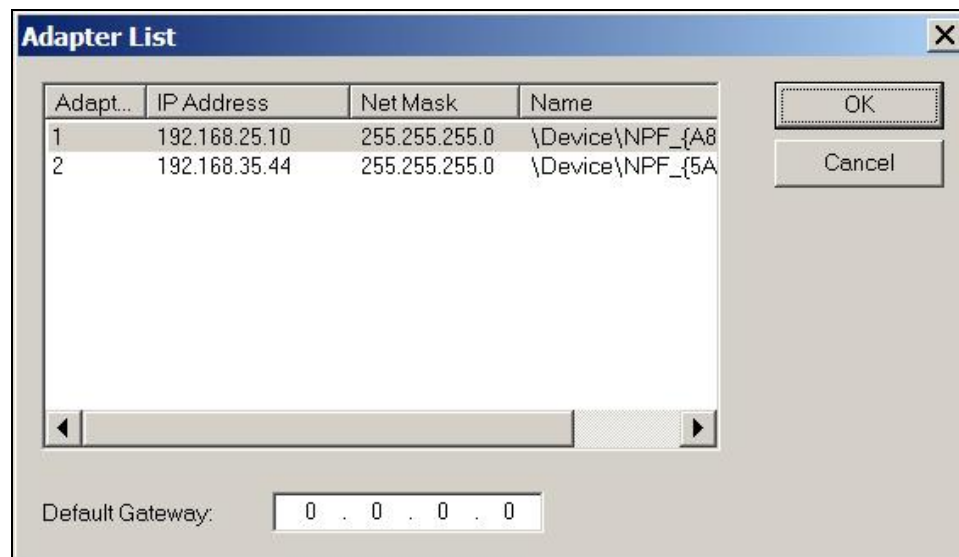 Adapter List
Adapt... IP Address Net Mask Name
1 192.168.25.10 255.255.255.0 \Device\NPF_{A8
2 192.168.35.44 255.255.255.0 \Device\NPF_{5A
OK
Cancel
Default Gateway: 0 . 0 . 0 . 0